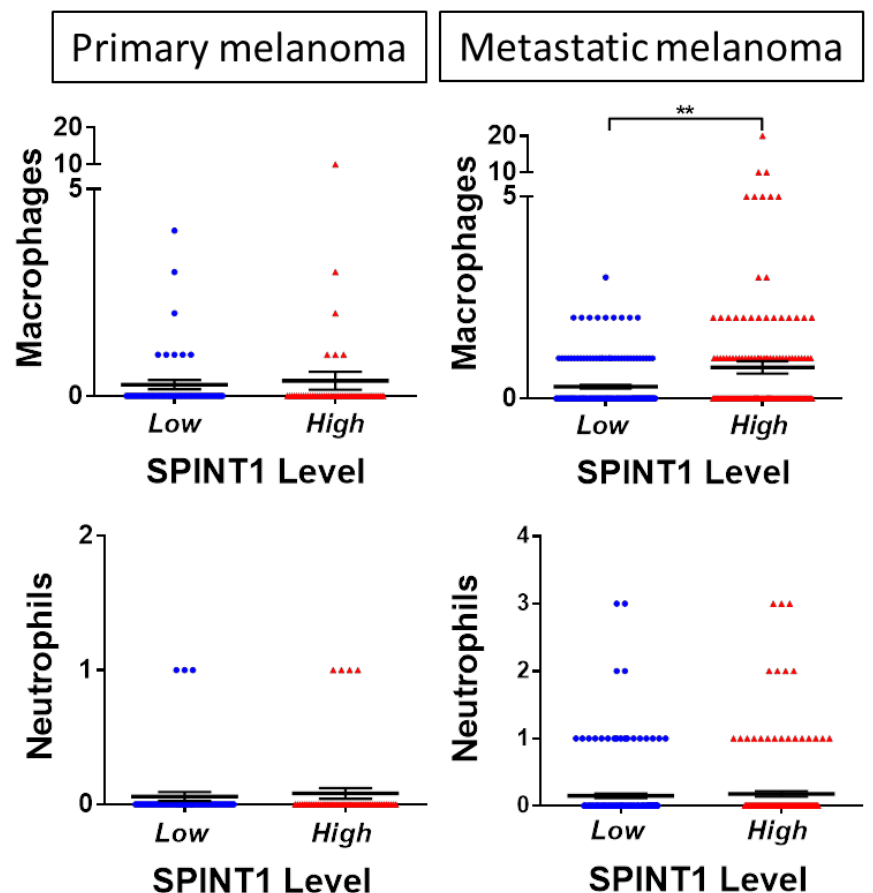 Primary melanoma
Metastatic melanoma
Macrophages
20
10
5
0
Low
High
SPINT1 Level
Macrophages
20
10
5
0
**
Low
High
SPINT1 Level
Neutrophils
2
1
0
Low
High
SPINT1 Level
Neutrophils
4
3
2
1
0
Low
High
SPINT1 Level